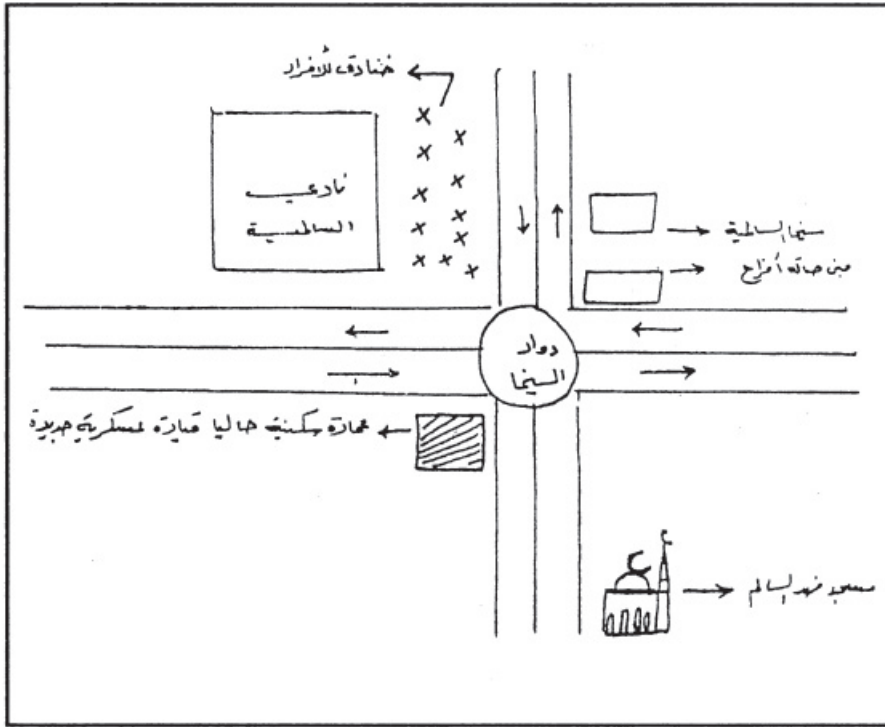 خنادق للأفراد
نادي
السالمية
سينما السالمية
مبنى صالة أفراح
دوار
السينما
عمارة سكنية حاليا قيادة عسكرية جديدة
مسجد فهد السالم